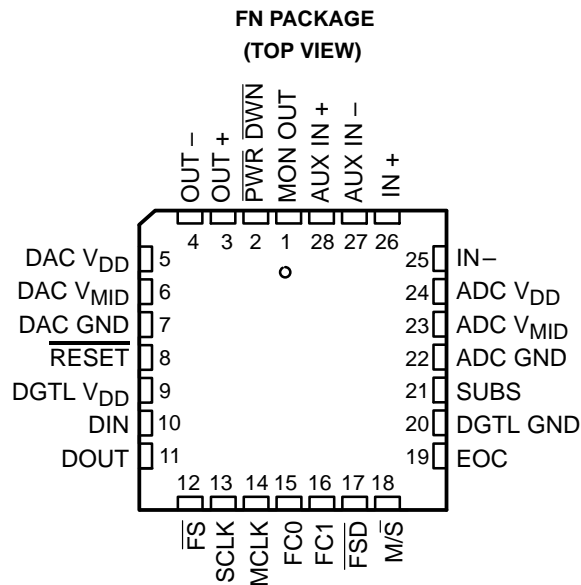 FN PACKAGE
(TOP VIEW)
OUT –
OUT +
PWR DWN
MON OUT
AUX IN +
AUX IN –
IN +
4 3 2 1 28 27 26
DAC VDD 5
DAC VMID 6
DAC GND 7
RESET 8
DGTL VDD 9
DIN 10
DOUT 11
25 IN–
24 ADC VDD
23 ADC VMID
22 ADC GND
21 SUBS
20 DGTL GND
19 EOC
12 13 14 15 16 17 18
FS
SCLK
MCLK
FC0
FC1
FSD
M/S